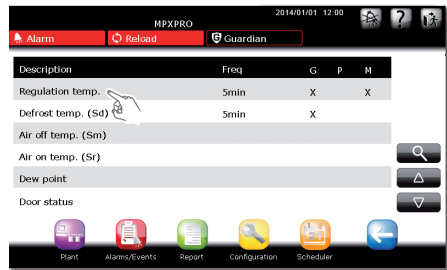 2014/01/01 12:00
MPXPRO
Alarm Reload Guardian
Description Freq G P M
Regulation temp. 5min X X
Defrost temp. (Sd) 5min X
Air off temp. (Sm)
Air on temp. (Sr)
Dew point
Door status
Plant Alarms/Events Report Configuration Scheduler